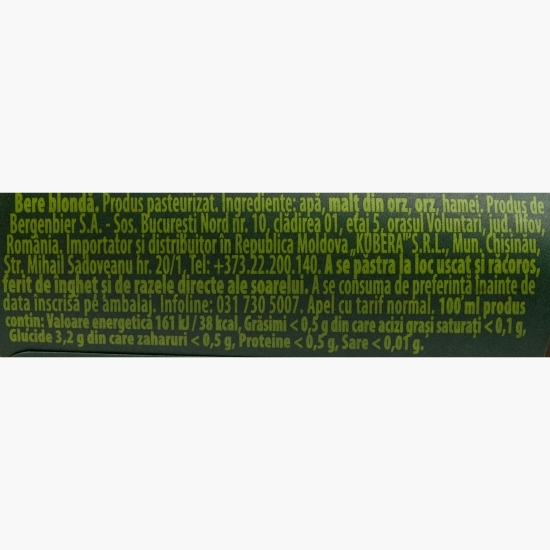 Bere blondă. Produs pasteurizat. Ingrediente: apă, malt din orz, orz, hamei. Produs de
Bergenbier S.A. - Șos. București Nord nr. 10, clădirea O1, etaj 5, orașul Voluntari, jud. Ilfov,
România. Importator și distribuitor în Republica Moldova „KUBERA" S.R.L., Mun. Chișinău
Str. Mihail Sadoveanu nr. 20/1, Tel: +373.22.200.140. A se păstra la loc uscat și răcoros,
ferit de îngheț și de razele directe ale soarelui. A se consuma de preferință înainte de
data înscrisă pe ambalaj. Infoline: 031 730 5007. Apel cu tarif normal. 100 ml produs
conțin: Valoare energetică 161 kJ / 38 kcal, Grăsimi < 0,5 g din care acizi grași saturați < 0,1 g,
Glucide 3,2 g din care zaharuri < 0,5 g, Proteine < 0,5 g, Sare < 0,01 g.